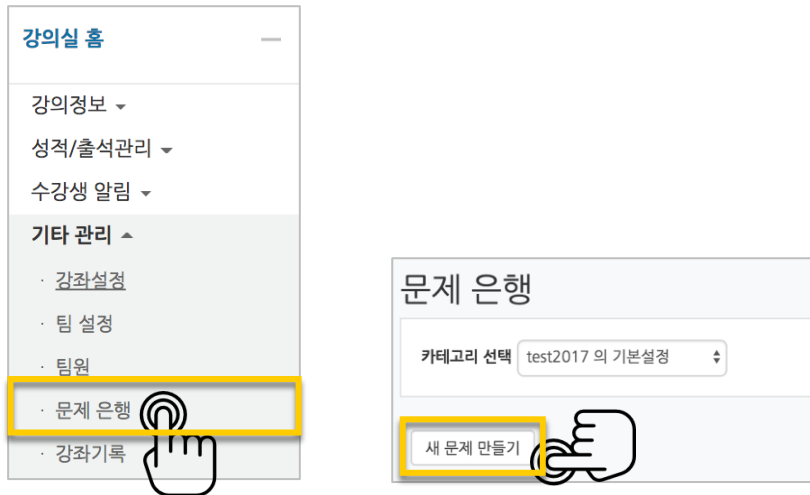 강의실 홈
강의정보
성적/출석관리
수강생 알림
기타 관리
· 강좌설정
· 팀 설정
· 팀원
· 문제 은행
· 강좌기록
문제 은행
카테고리 선택 test2017 의 기본설정
새 문제 만들기